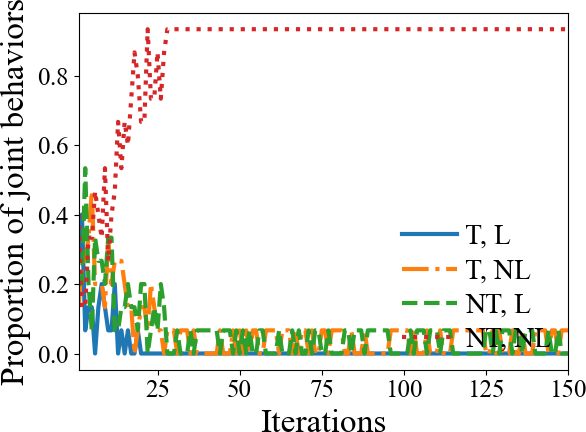 Proportion of joint behaviors
0.8
0.6
0.4
0.2
0.0
T, L
T, NL
NT, L
NT, NL
25 50 75 100 125 150
Iterations